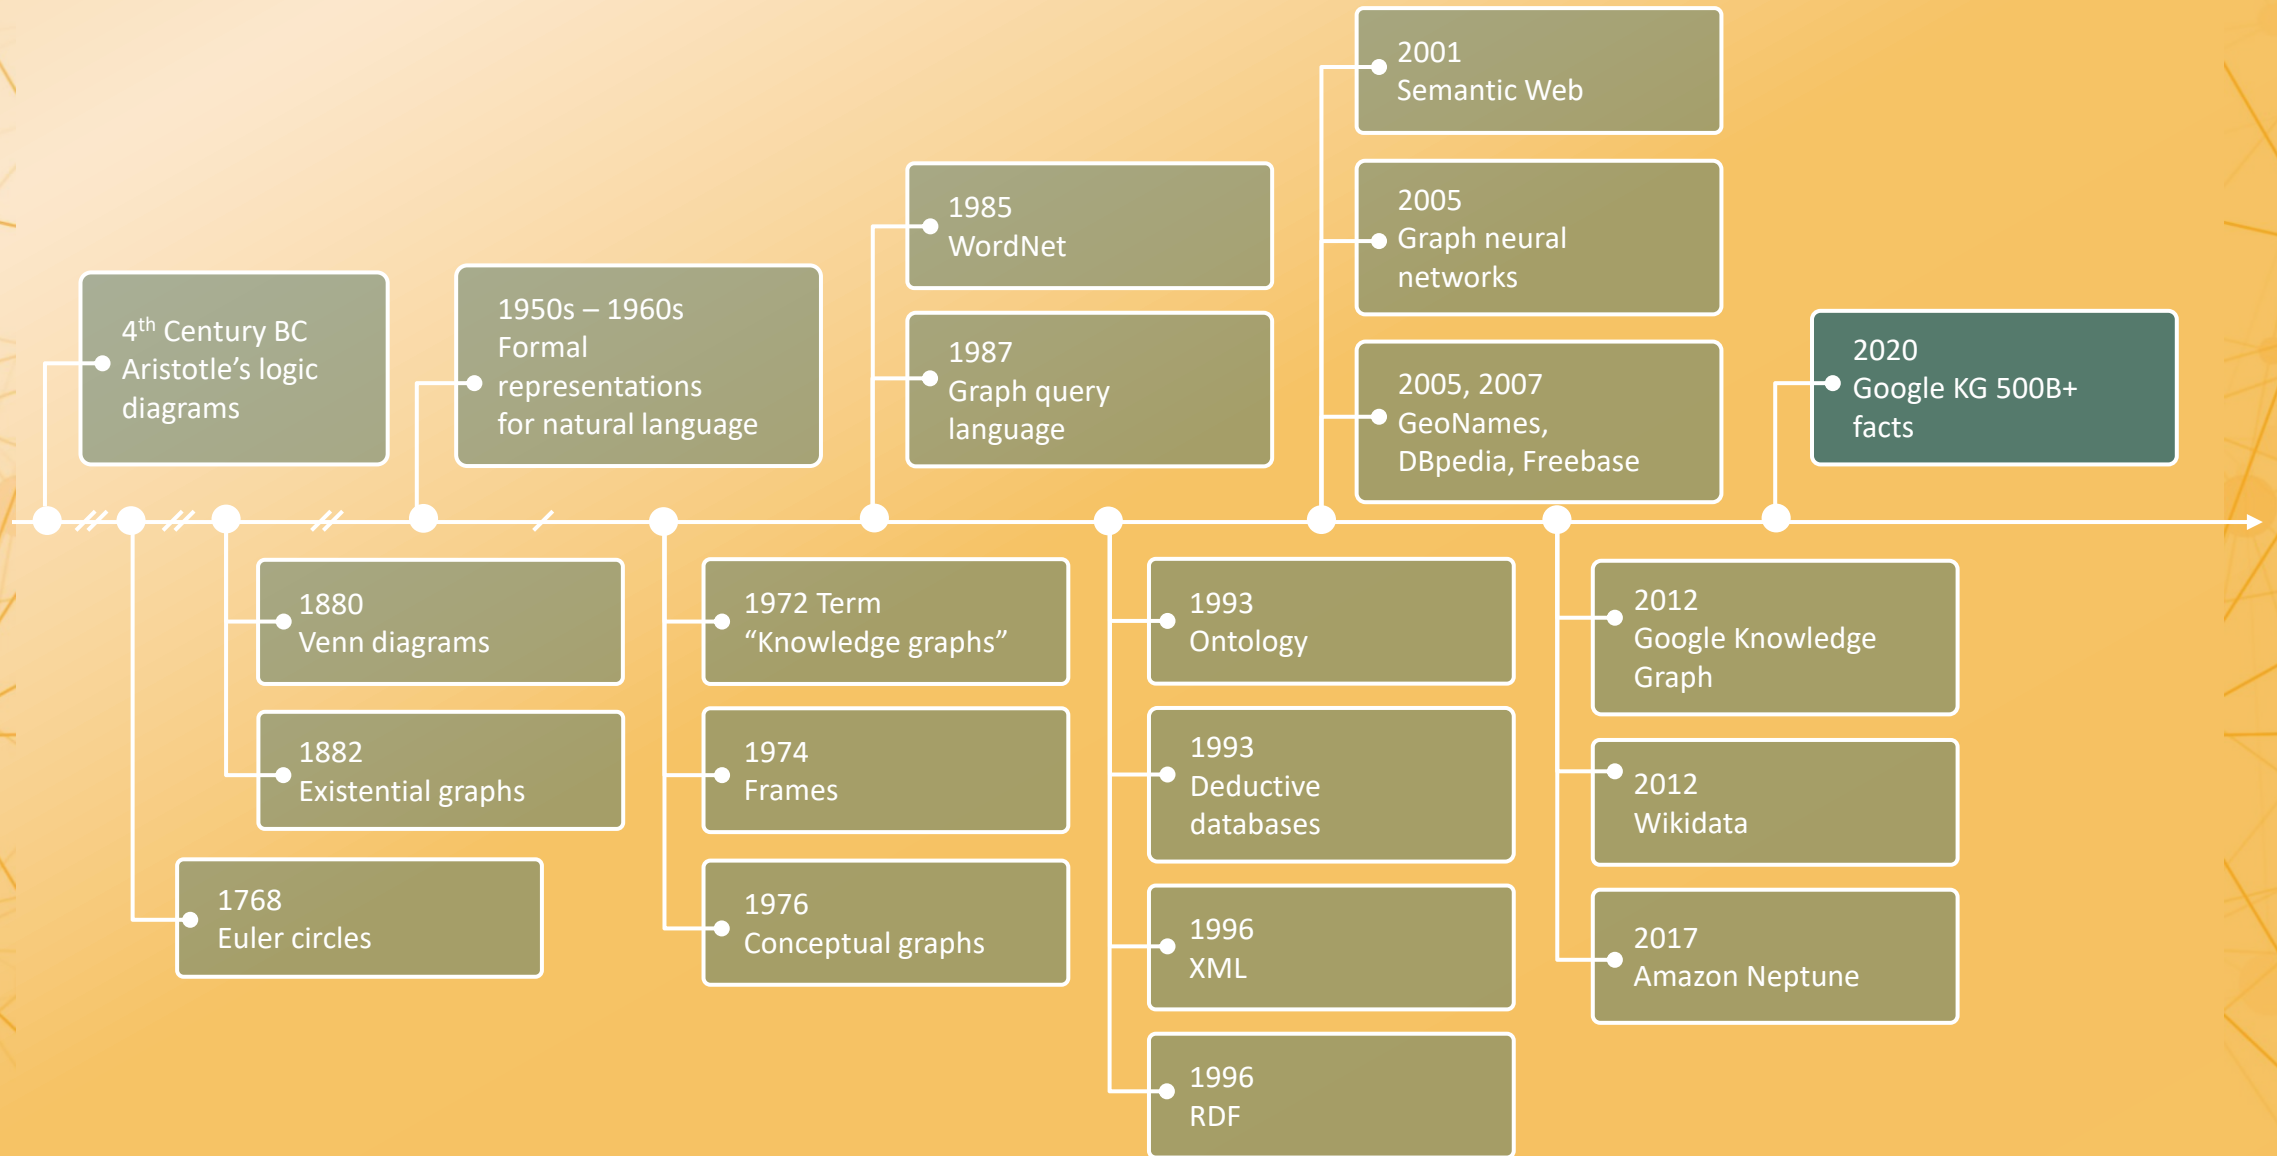 4th Century BC
Aristotle’s logic
diagrams
1768
Euler circles
1880
Venn diagrams
1882
Existential graphs
1950s – 1960s
Formal
representations
for natural language
1972 Term
“Knowledge graphs”
1974
Frames
1976
Conceptual graphs
1985
WordNet
1987
Graph query
language
1993
Ontology
1993
Deductive
databases
1996
XML
1996
RDF
2001
Semantic Web
2005
Graph neural
networks
2005, 2007
GeoNames,
DBpedia, Freebase
2012
Google Knowledge
Graph
2012
Wikidata
2017
Amazon Neptune
2020
Google KG 500B+
facts